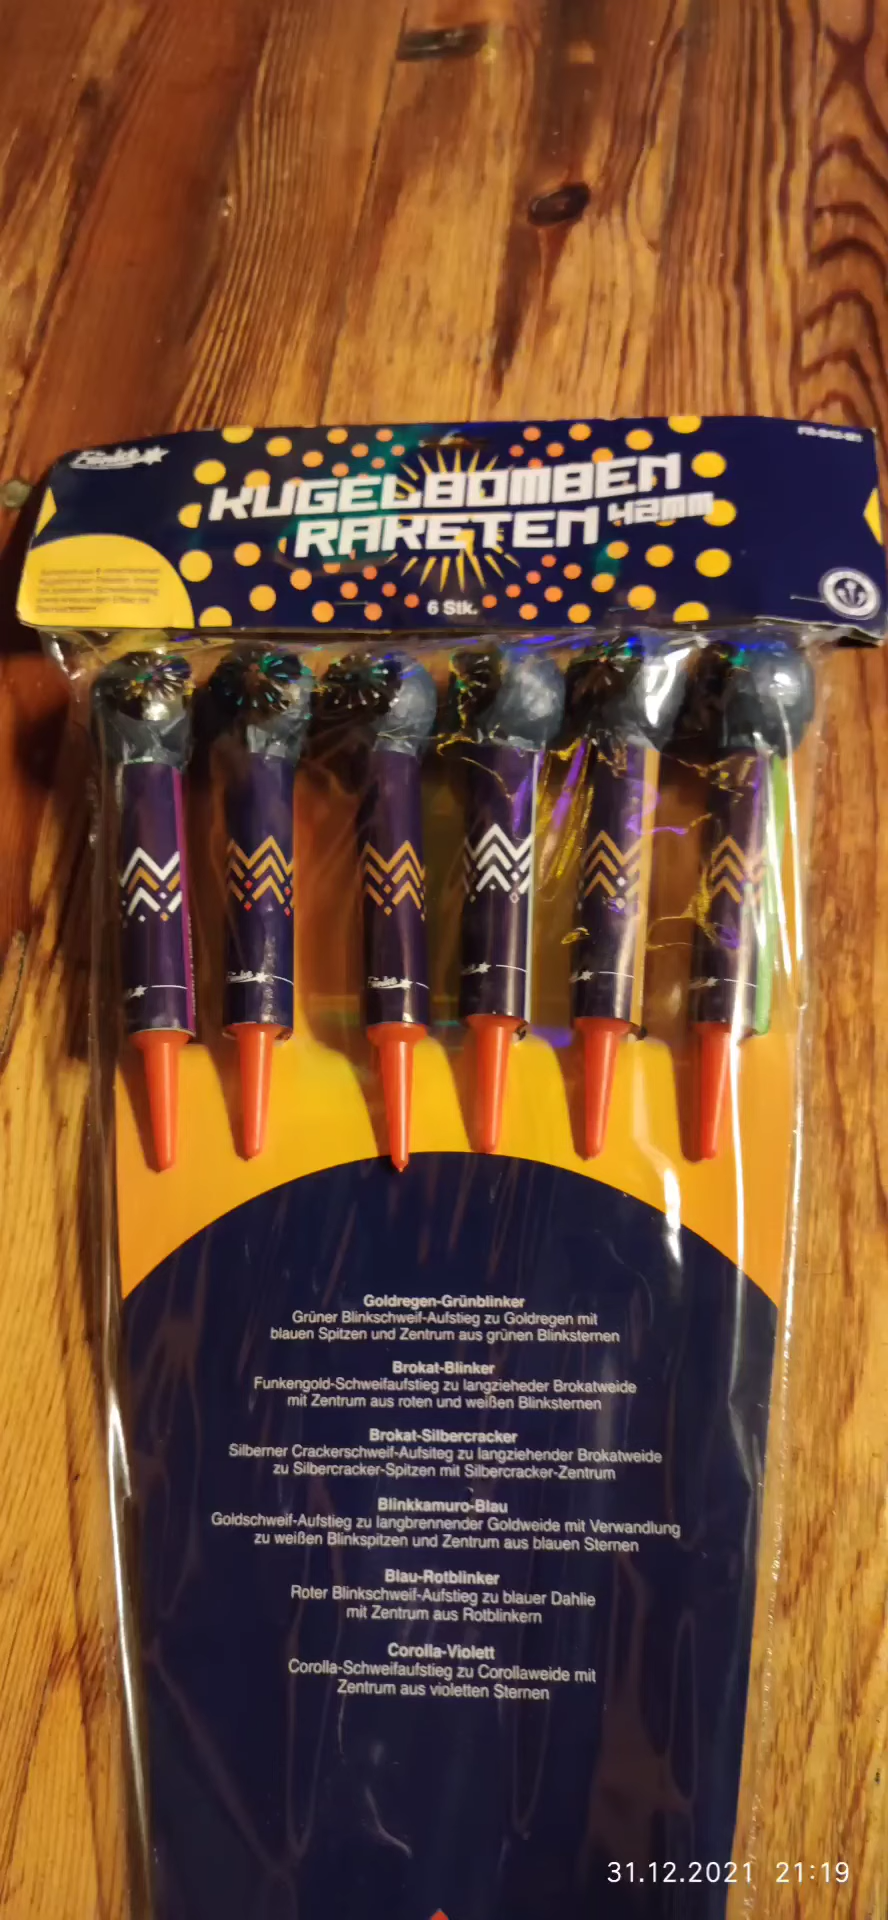 Funke
KUGELBOMBEN
RAKETEN 42mm
6 Stk.
Funke
Funke
Goldregen-Grünblinker
Grüner Blinkschweif-Aufstieg zu Goldregen mit
blauen Spitzen und Zentrum aus grünen Blinksternen
Brokat-Blinker
Funkengold-Schweifaufstieg zu langzieheder Brokatweide
mit Zentrum aus roten und weißen Blinksternen
Brokat-Silbercracker
Silberner Crackerschweif-Aufsiteg zu langziehender Brokatweide
zu Silbercracker-Spitzen mit Silbercracker-Zentrum
Blinkkamuro-Blau
Goldschweif-Aufstieg zu langbrennender Goldweide mit Verwandlung
zu weißen Blinkspitzen und Zentrum aus blauen Sternen
Blau-Rotblinker
Roter Blinkschweif-Aufstieg zu blauer Dahlie
mit Zentrum aus Rotblinkern
Corolla-Violett
Corolla-Schweifaufstieg zu Corollaweide mit
Zentrum aus violetten Sternen
31.12.2021 21:19